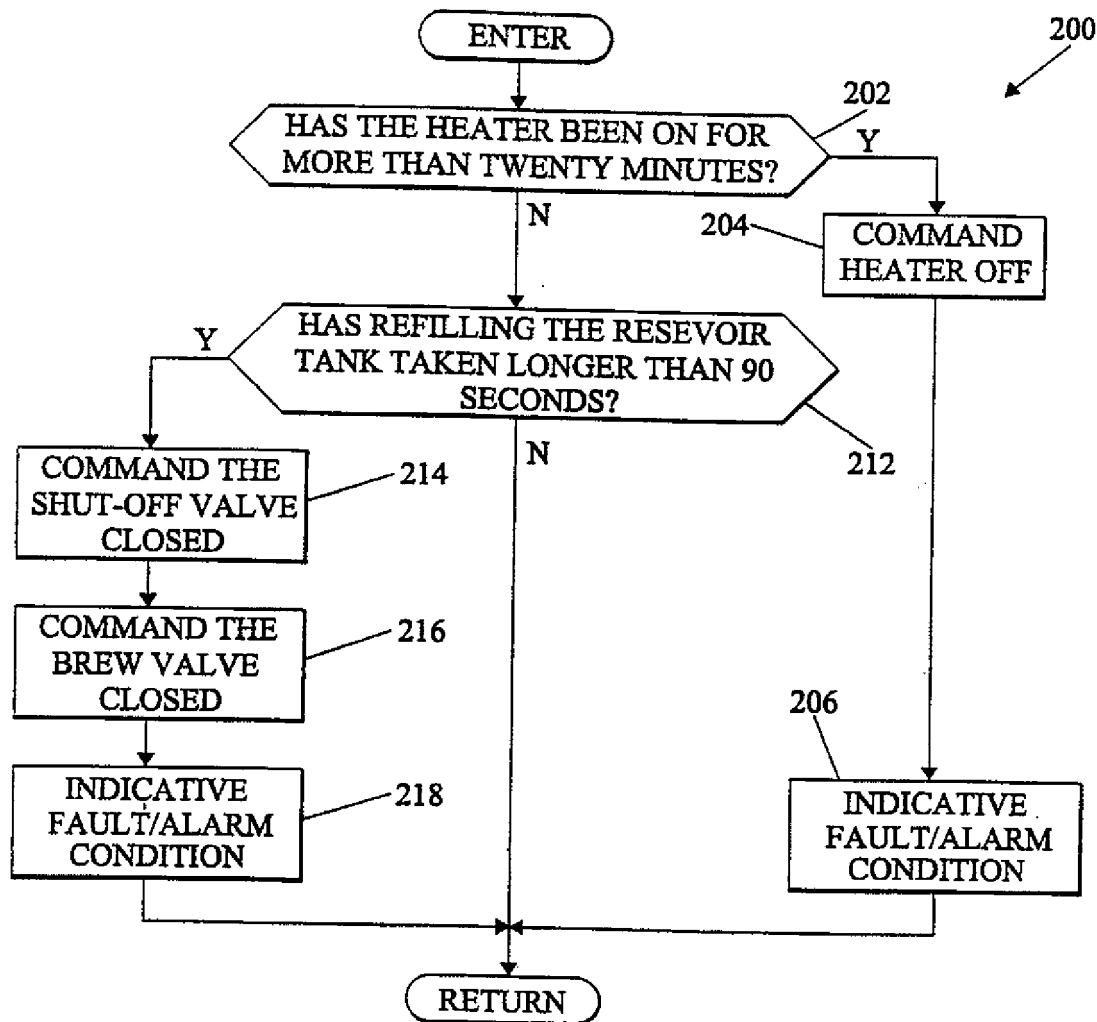 ENTER
200
202
HAS THE HEATER BEEN ON FOR
MORE THAN TWENTY MINUTES?
Y
N
204
COMMAND
HEATER OFF
Y
HAS REFILLING THE RESEVOIR
TANK TAKEN LONGER THAN 90
SECONDS?
212
N
COMMAND THE
SHUT-OFF VALVE
CLOSED
214
COMMAND THE
BREW VALVE
CLOSED
216
206
INDICATIVE
FAULT/ALARM
CONDITION
218
INDICATIVE
FAULT/ALARM
CONDITION
RETURN